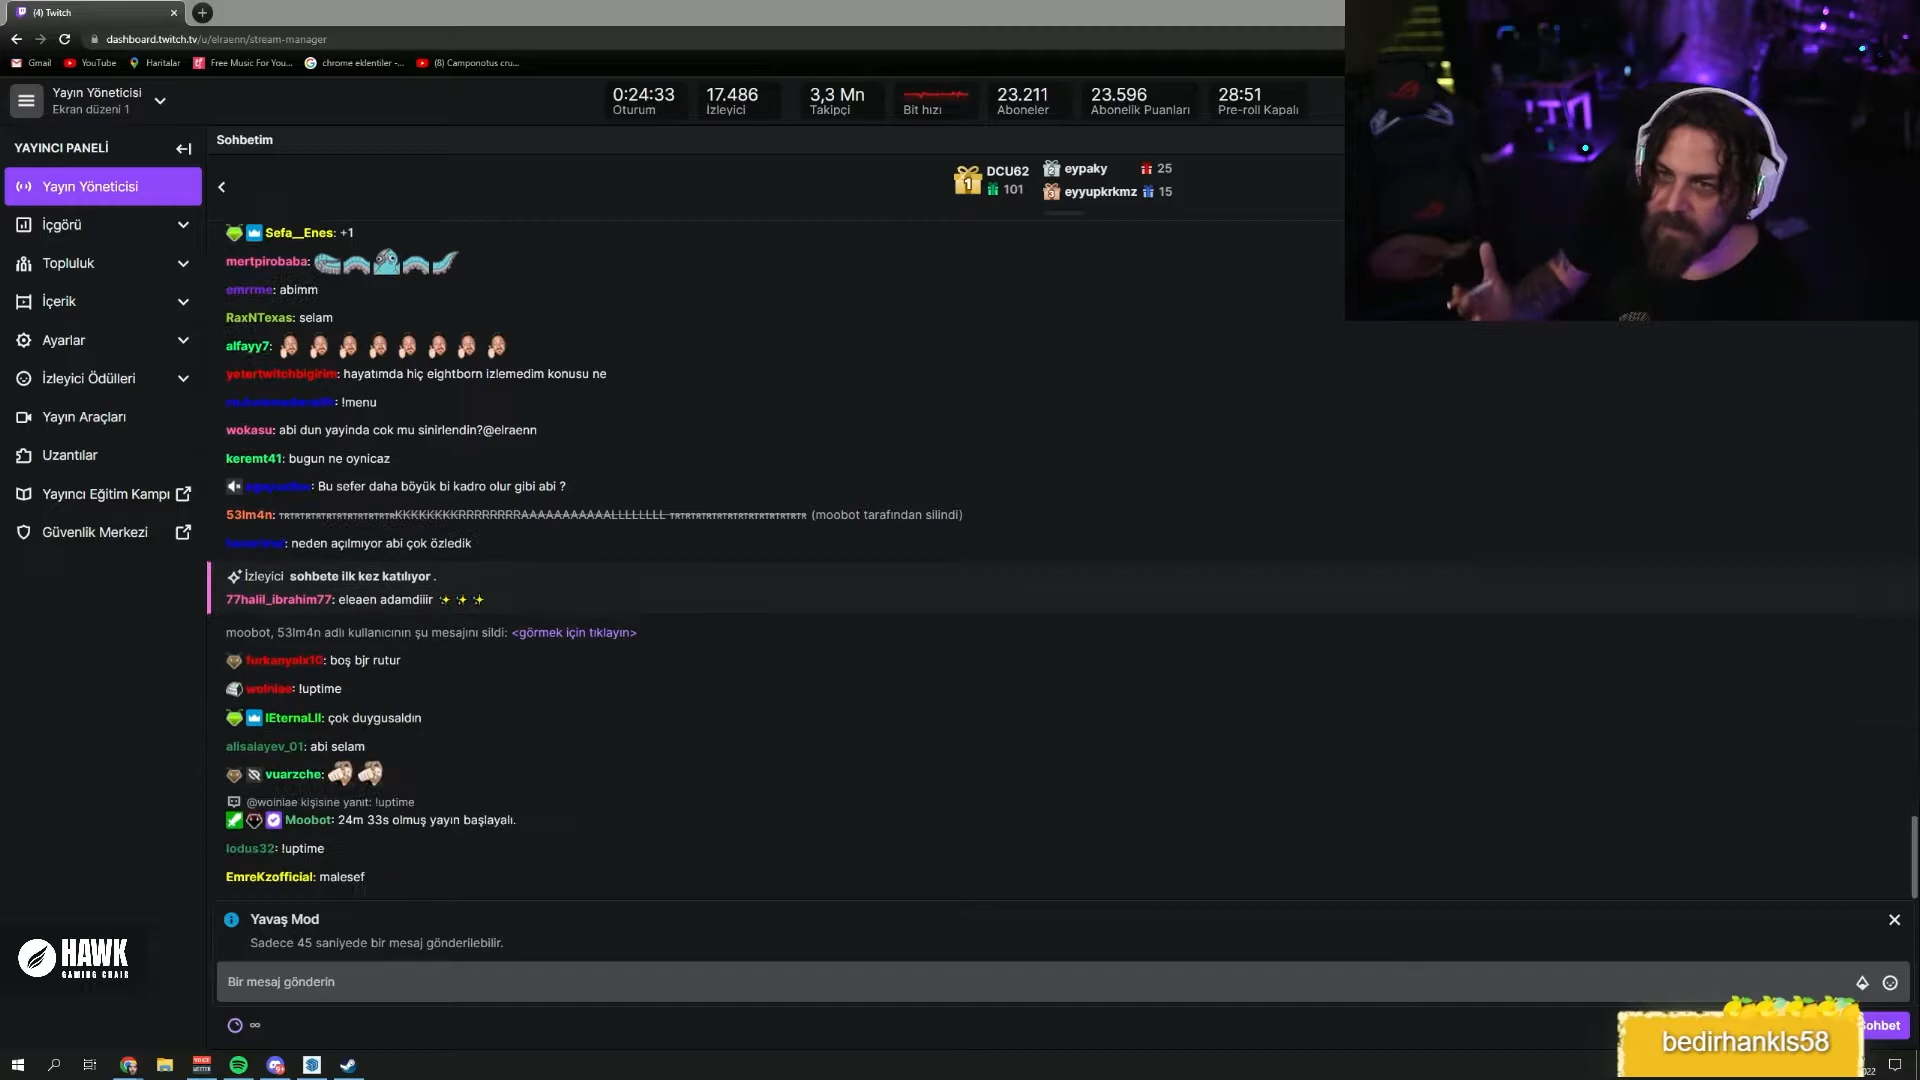 (4) Twitch
dashboard.twitch.tv/u/elraenn/stream-manager
Gmail YouTube Haritalar Free Music For You... chrome eklentiler -... (8) Camponotus cru...
Yayın Yöneticisi
Ekran düzeni 1
0:24:33 17.486 3,3 Mn 23.211 23.596 28:51
Oturum İzleyici Takipçi Bit hızı Aboneler Abonelik Puanları Pre-roll Kapalı
YAYINCI PANELİ
Yayın Yöneticisi
İçgörü
Topluluk
İçerik
Ayarlar
İzleyici Ödülleri
Yayın Araçları
Uzantılar
Yayıncı Eğitim Kampı
Güvenlik Merkezi
HAWK
GAMING CHAIR
Sohbetim
1 DCU62 101
2 eypaky 25
3 eyyupkrkmz 15
Sefa__Enes: +1
mertpirobaba:
emrrme: abimm
RaxNTexas: selam
alfayy7:
yetertwitchbigirim: hayatımda hiç eightborn izlemedim konusu ne
: !menu
wokasu: abi dun yayinda cok mu sinirlendin?@elraenn
keremt41: bugun ne oynicaz
: Bu sefer daha böyük bi kadro olur gibi abi ?
53lm4n: (moobot tarafından silindi)
: neden açılmıyor abi çok özledik
İzleyici sohbete ilk kez katılıyor .
77halil_ibrahim77: eleaen adamdiiir
moobot, 53lm4n adlı kullanıcının şu mesajını sildi: <görmek için tıklayın>
furkanyalx10: boş bjr rutur
woiniae: !uptime
lEternaLll: çok duygusaldın
alisalayev_01: abi selam
vuarzche:
@woiniae kişisine yanıt: !uptime
Moobot: 24m 33s olmuş yayın başlayalı.
lodus32: !uptime
EmreKzofficial: malesef
Yavaş Mod
Sadece 45 saniyede bir mesaj gönderilebilir.
Bir mesaj gönderin
∞
ohbet
bedirhankls58
022